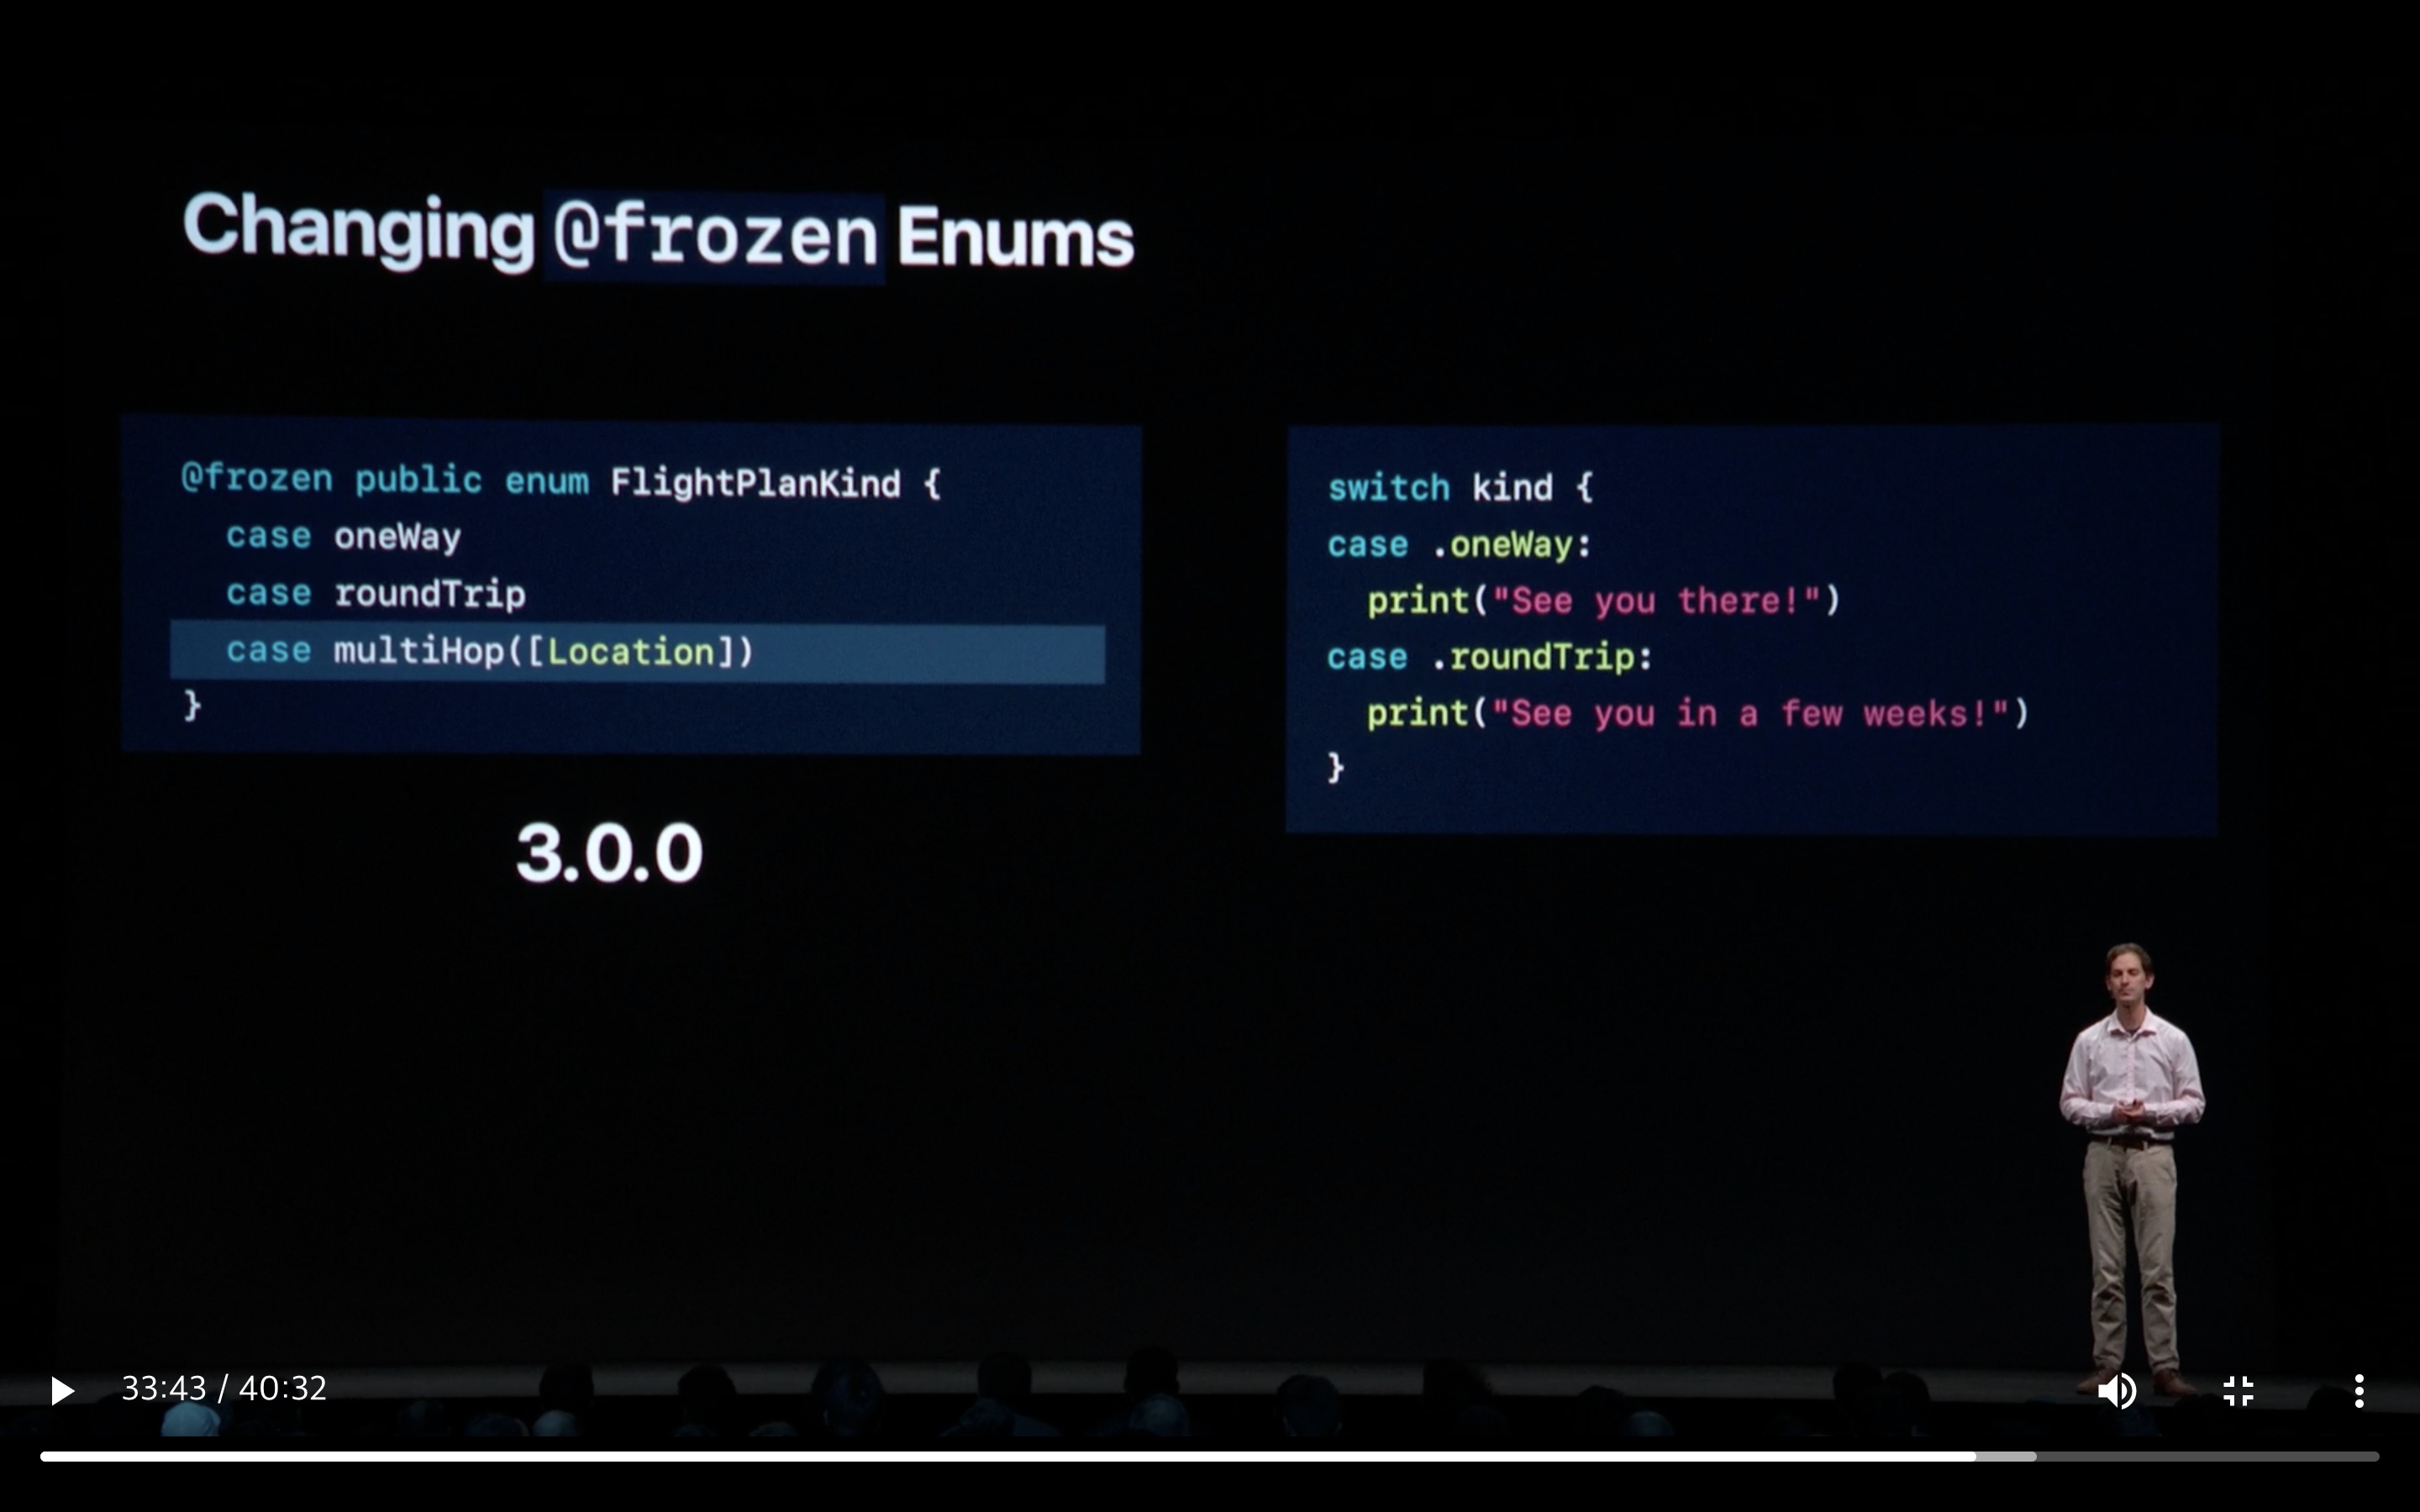 Changing @frozen Enums
@frozen public enum FlightPlanKind {
case oneWay
case roundTrip
case multiHop([Location])
}
3.0.0
switch kind {
case .oneWay:
print("See you there!")
case .roundTrip:
print("See you in a few weeks!")
}
33:43 / 40:32